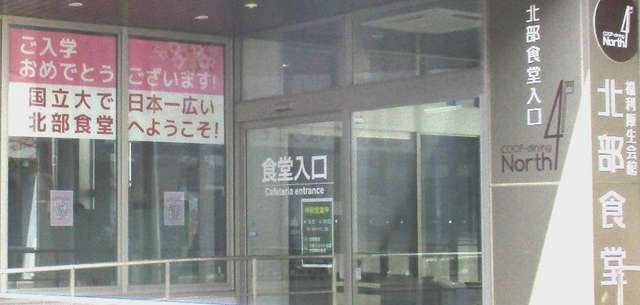 ご入学
おめでとう ございます!
国立大で 日本一広い
北部食堂 へようこそ!
食堂入口
Cafeteria entrance
北部食堂入口
4
COOP-dining
North
North
福利厚生会館
北部食堂